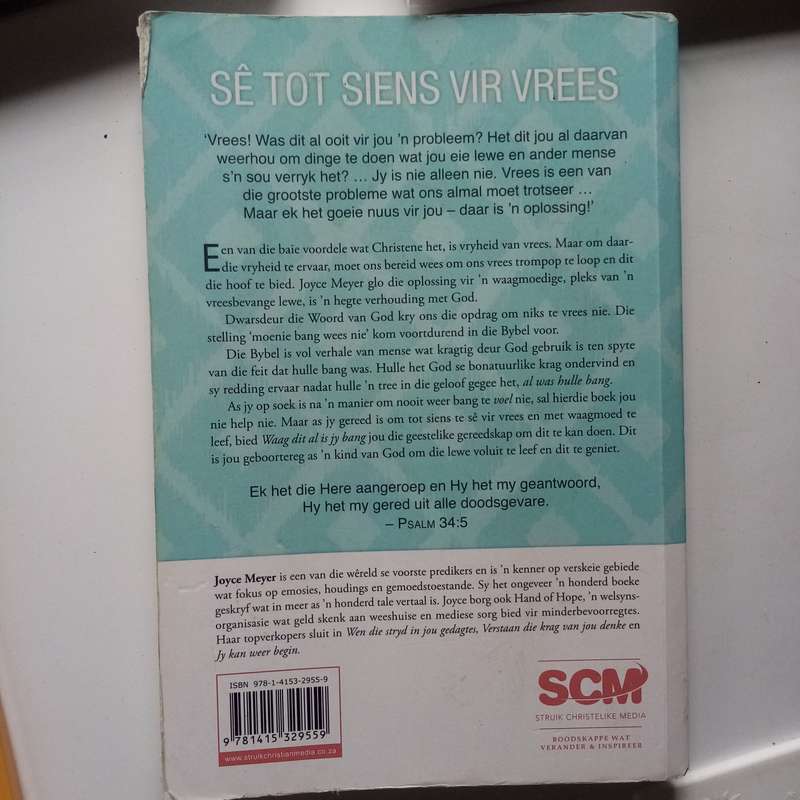 SÊ TOT SIENS VIR VREES
'Vrees! Was dit al ooit vir jou 'n probleem? Het dit jou al daarvan
weerhou om dinge te doen wat jou eie lewe en ander mense
s'n sou verryk het? … Jy is nie alleen nie. Vrees is een van
die grootste probleme wat ons almal moet trotseer …
Maar ek het goeie nuus vir jou – daar is 'n oplossing!'
Een van die baie voordele wat Christene het, is vryheid van vrees. Maar om daar-
die vryheid te ervaar, moet ons bereid wees om ons vrees trompop te loop en dit
die hoof te bied. Joyce Meyer glo die oplossing vir 'n waagmoedige, pleks van 'n
vreesbevange lewe, is 'n hegte verhouding met God.
Dwarsdeur die Woord van God kry ons die opdrag om niks te vrees nie. Die
stelling 'moenie bang wees nie' kom voortdurend in die Bybel voor.
Die Bybel is vol verhale van mense wat kragtig deur God gebruik is ten spyte
van die feit dat hulle bang was. Hulle het God se bonatuurlike krag ondervind en
sy redding ervaar nadat hulle 'n tree in die geloof gegee het, al was hulle bang.
As jy op soek is na 'n manier om nooit weer bang te voel nie, sal hierdie boek jou
nie help nie. Maar as jy gereed is om tot siens te sê vir vrees en met waagmoed te
leef, bied Waag dit al is jy bang jou die geestelike gereedskap om dit te kan doen. Dit
is jou geboortereg as 'n kind van God om die lewe voluit te leef en dit te geniet.
Ek het die Here aangeroep en Hy het my geantwoord,
Hy het my gered uit alle doodsgevare.
– PSALM 34:5
Joyce Meyer is een van die wêreld se voorste predikers en is 'n kenner op verskeie gebiede
wat fokus op emosies, houdings en gemoedstoestande. Sy het ongeveer 'n honderd boeke
geskryf wat in meer as 'n honderd tale vertaal is. Joyce borg ook Hand of Hope, 'n welsyns-
organisasie wat geld skenk aan weeshuise en mediese sorg bied vir minderbevoorregtes.
Haar topverkopers sluit in Wen die stryd in jou gedagtes, Verstaan die krag van jou denke en
Jy kan weer begin.
ISBN 978-1-4153-2955-9
9 781415 329559
www.struikchristianmedia.co.za
SCM
STRUIK CHRISTELIKE MEDIA
BOODSKAPPE WAT
VERANDER & INSPIREER